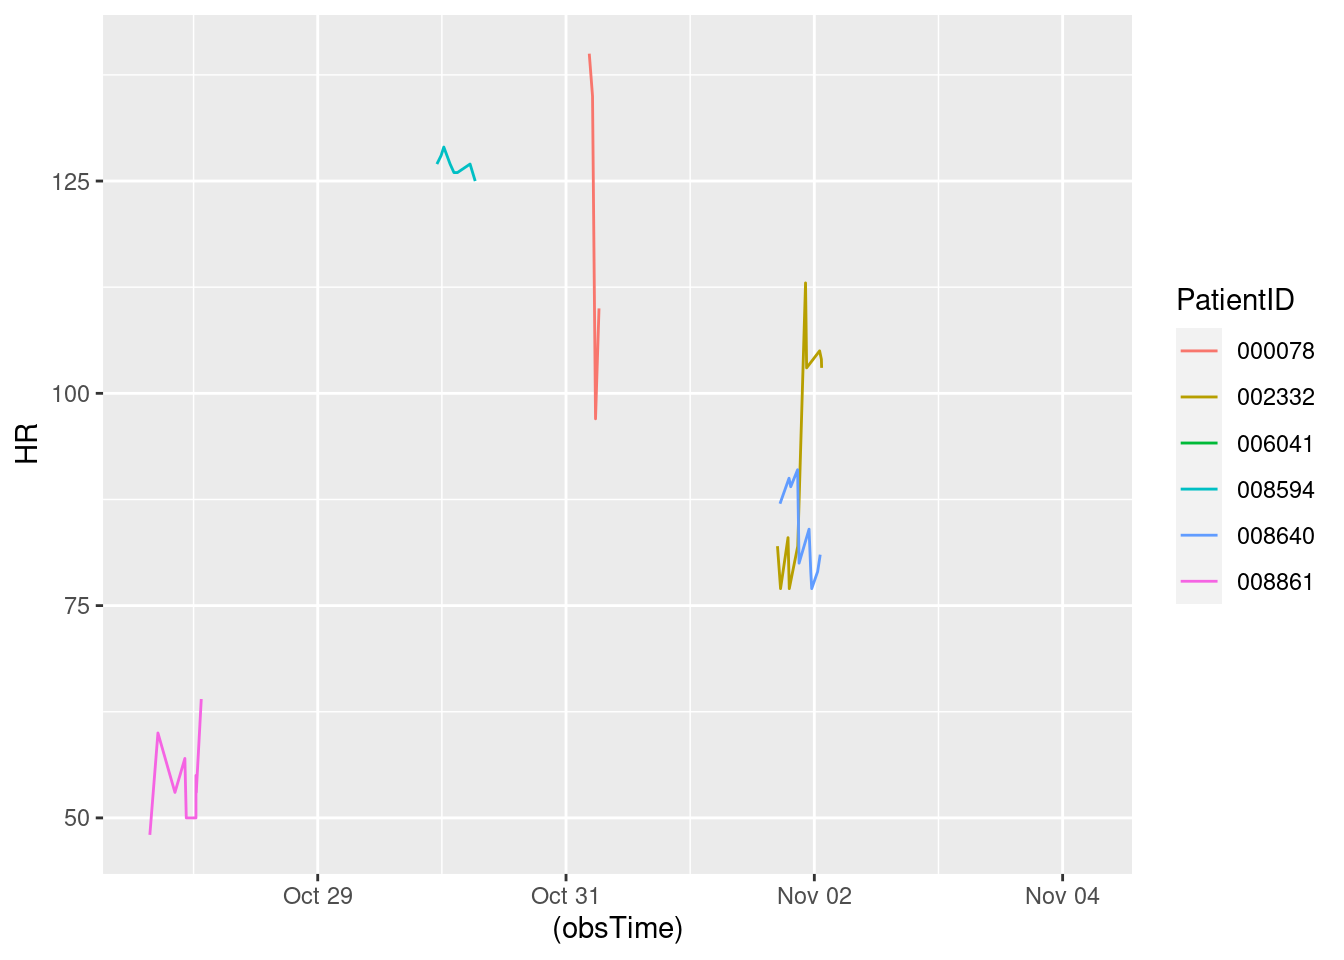 125
100
75
50
HR
Oct 29
Oct 31
Nov 02
Nov 04
(obsTime)
PatientID
000078
002332
006041
008594
008640
008861